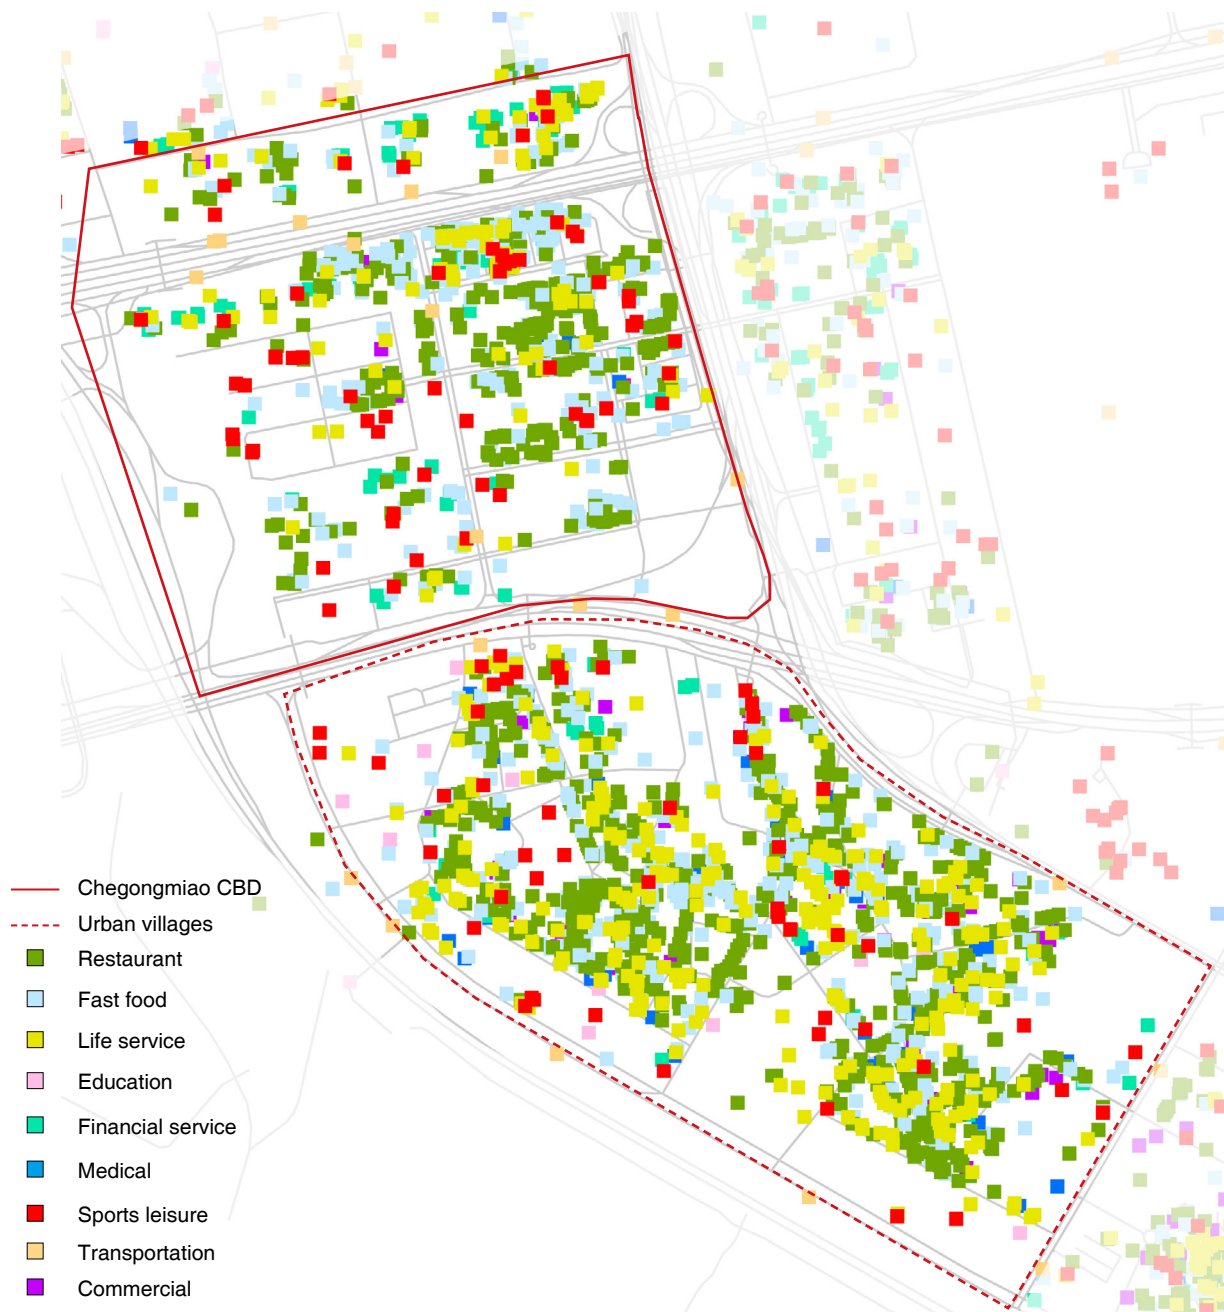 Chegongmiao CBD
Urban villages
Restaurant
Fast food
Life service
Education
Financial service
Medical
Sports leisure
Transportation
Commercial